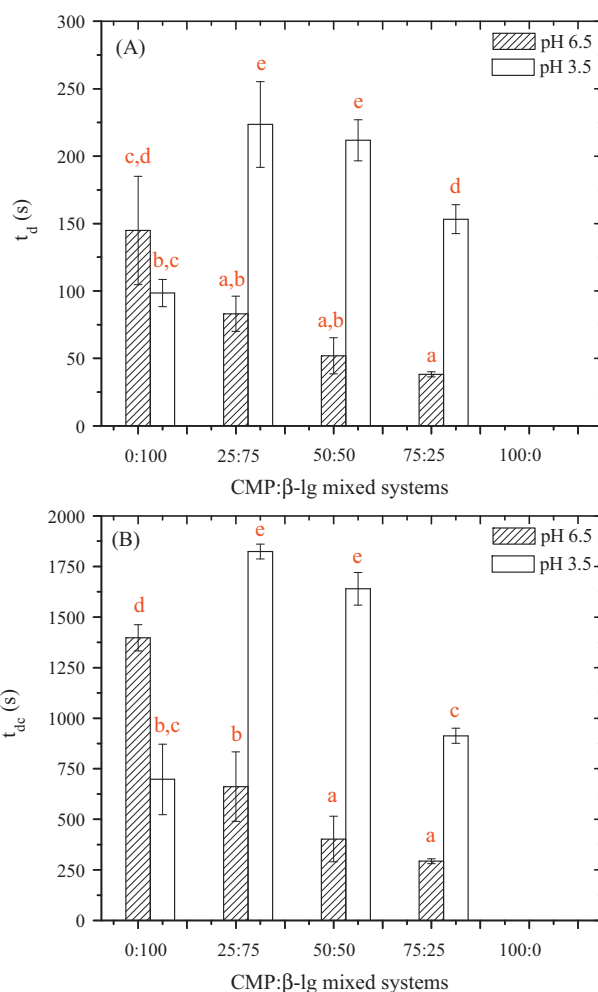 (A)
pH 6.5
pH 3.5
300
250
200
150
100
50
0
t_d (s)
c,d
b,c
a,b
e
a,b
e
a
d
0:100 25:75 50:50 75:25 100:0
CMP:β-lg mixed systems
(B)
pH 6.5
pH 3.5
2000
1750
1500
1250
1000
750
500
250
0
t_dc (s)
d
b,c
b
e
a
e
a
c
0:100 25:75 50:50 75:25 100:0
CMP:β-lg mixed systems